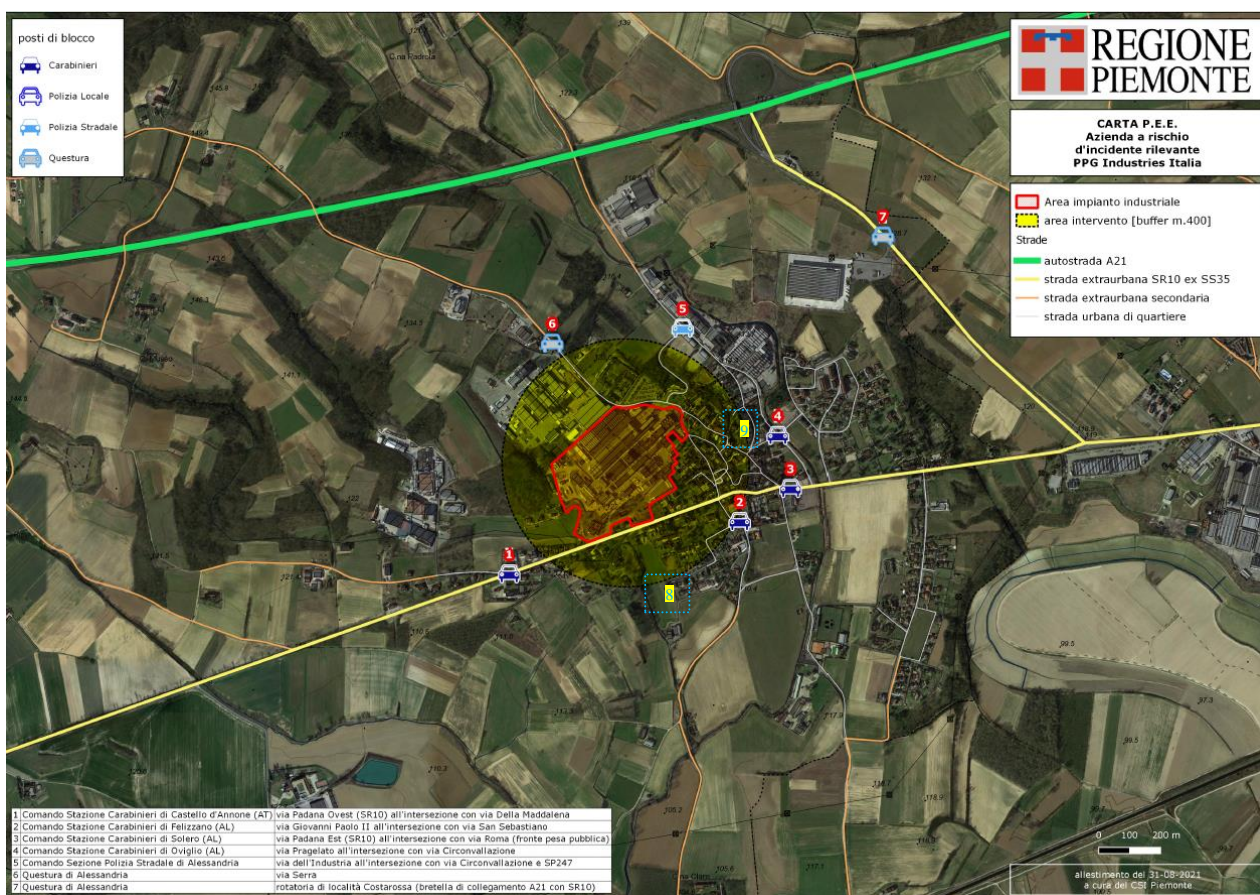 posti di blocco
Carabinieri
Polizia Locale
Polizia Stradale
Questura
REGIONE
PIEMONTE
CARTA P.E.E.
Azienda a rischio
d'incidente rilevante
PPG Industries Italia
Area impianto industriale
area intervento [buffer m.400]
Strade
autostrada A21
strada extraurbana SR10 ex SS35
strada extraurbana secondaria
strada urbana di quartiere
7
5
6
9
4
3
2
1
8
1 Comando Stazione Carabinieri di Castello d'Annone (AT) via Padana Ovest (SR10) all'intersezione con via Della Maddalena
2 Comando Stazione Carabinieri di Felizzano (AL) via Giovanni Paolo II all'intersezione con via San Sebastiano
3 Comando Stazione Carabinieri di Solero (AL) via Padana Est (SR10) all'intersezione con via Roma (fronte pesa pubblica)
4 Comando Stazione Carabinieri di Oviglio (AL) via Pragelato all'intersezione con via Circonvallazione
5 Comando Sezione Polizia Stradale di Alessandria via dell'Industria all'intersezione con via Circonvallazione e SP247
6 Questura di Alessandria via Serra
7 Questura di Alessandria rotatoria di località Costarossa (bretella di collegamento A21 con SR10)
0 100 200 m
allestimento del 31-08-2021
a cura del CSI Piemonte